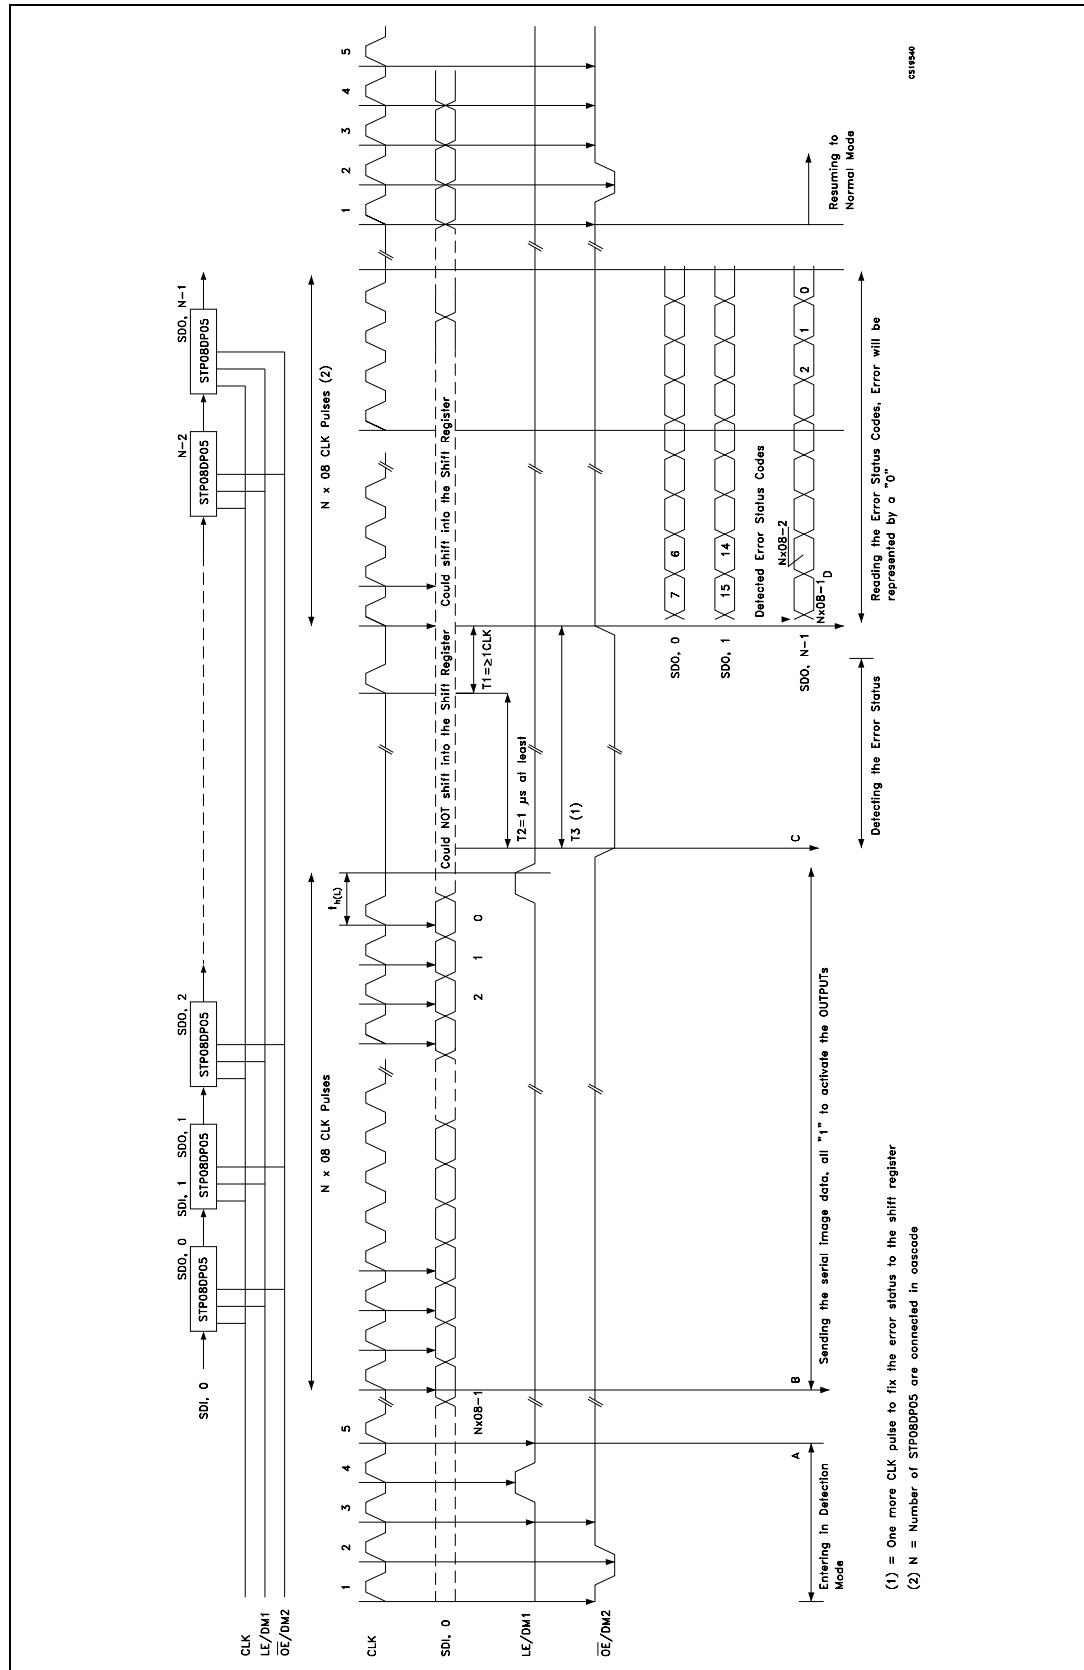 SDI, 0
STP08DP05
SDO, 0
SDI, 1
STP08DP05
SDO, 1
STP08DP05
SDO, 2
STP08DP05
N-2
STP08DP05
SDO, N-1
CLK
LE/DM1
OE/DM2
N x 08 CLK Pulses
N x 08 CLK Pulses (2)
CLK
1
2
3
4
5
th(L)
1
2
3
4
5
SDI, 0
Could NOT shift into the Shift Register
Could shift into the Shift Register
Nx08-1
2
1
0
T1=≥1CLK
T2=1 µs at least
LE/DM1
T3 (1)
OE/DM2
SDO, 0
7
6
SDO, 1
15
14
Detected Error Status Codes
Nx08-2
SDO, N-1
2
1
0
Nx08-1
D
A
B
C
Entering in Detection
Mode
Sending the serial image data, all "1" to activate the OUTPUTs
Detecting the Error Status
Reading the Error Status Codes, Error will be
represented by a "0"
Resuming to
Normal Mode
(1) = One more CLK pulse to fix the error status to the shift register
(2) N = Number of STP08DP05 are connected in cascade
CS19540